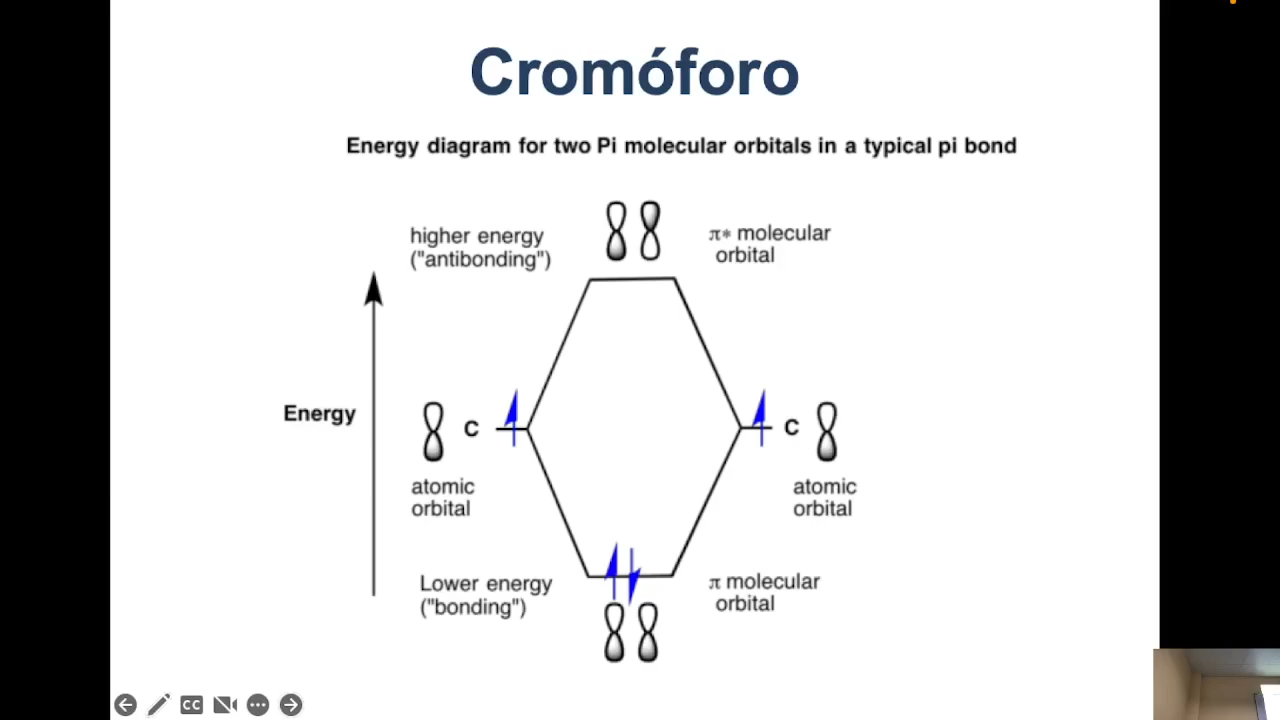 Cromóforo
Energy diagram for two Pi molecular orbitals in a typical pi bond
higher energy
("antibonding")
π* molecular
orbital
Energy
C
C
atomic
orbital
atomic
orbital
Lower energy
("bonding")
π molecular
orbital
CC